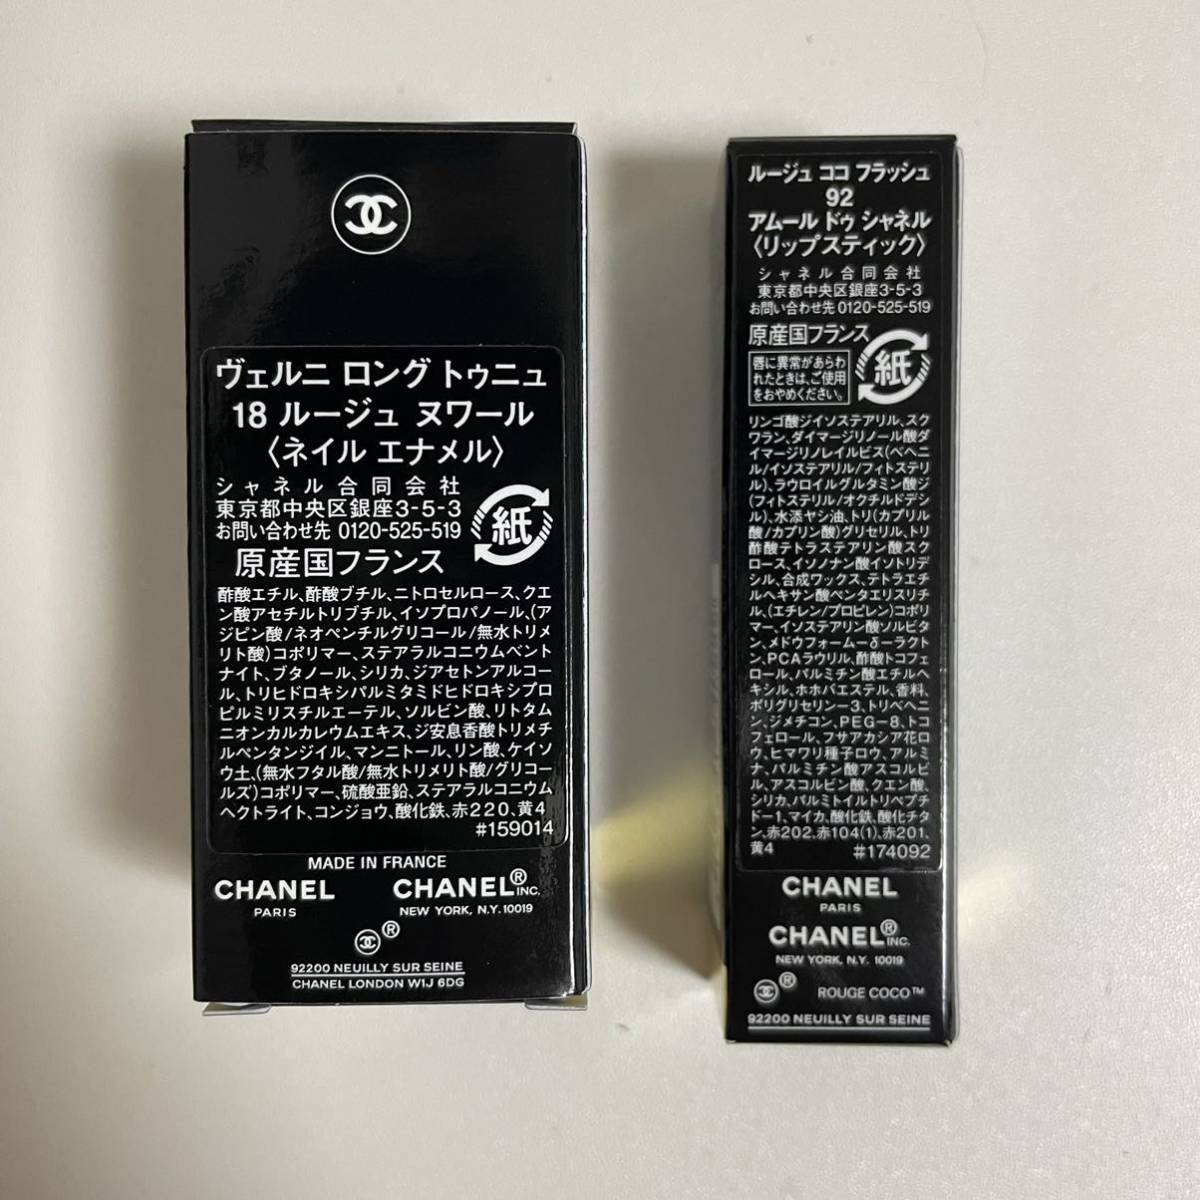 ヴェルニ ロング トゥニュ
18 ルージュ ヌワール
〈ネイル エナメル〉
シャネル合同会社
東京都中央区銀座3-5-3
お問い合わせ先 0120-525-519
紙
原産国フランス
酢酸エチル、酢酸ブチル、ニトロセルロース、クエ
ン酸アセチルトリブチル、イソプロパノール、(ア
ジピン酸/ネオペンチルグリコール/無水トリメ
リト酸)コポリマー、ステアラルコニウムベント
ナイト、ブタノール、シリカ、ジアセトンアルコー
ル、トリヒドロキシパルミタミドヒドロキシプロ
ピルミリスチルエーテル、ソルビン酸、リトタム
ニオンカルカレウムエキス、ジ安息香酸トリメチ
ルペンタンジイル、マンニトール、リン酸、ケイソ
ウ土、(無水フタル酸/無水トリメリト酸/グリコー
ルズ)コポリマー、硫酸亜鉛、ステアラルコニウム
ヘクトライト、コンジョウ、酸化鉄、赤220、黄4
#159014
MADE IN FRANCE
CHANEL CHANEL® INC.
PARIS NEW YORK, N.Y. 10019
®
92200 NEUILLY SUR SEINE
CHANEL LONDON W1J 6DG
ルージュ ココ フラッシュ
92
アムール ドゥ シャネル
〈リップスティック〉
シャネル合同会社
東京都中央区銀座3-5-3
お問い合わせ先 0120-525-519
原産国フランス
唇に異常があらわ
れたときは、ご使用
をおやめください。
紙
リンゴ酸ジイソステアリル、スク
ワラン、ダイマージリノール酸ダ
イマージリノレイルビス(ベヘニ
ル/イソステアリル/フィトステリ
ル)、ラウロイルグルタミン酸ジ
(フィトステリル/オクチルドデシ
ル)、水添ヤシ油、トリ(カプリル
酸/カプリン酸)グリセリル、トリ
酢酸テトラステアリン酸スク
ロース、イソノナン酸イソトリデ
シル、合成ワックス、テトラエチ
ルヘキサン酸ペンタエリスリチ
ル、(エチレン/プロピレン)コポリ
マー、イソステアリン酸ソルビタ
ン、メドウフォームーδーラクト
ン、PCAラウリル、酢酸トコフェ
ロール、パルミチン酸エチルヘ
キシル、ホホバエステル、香料、
ポリグリセリン-3、トリベヘニ
ン、ジメチコン、PEG-8、トコ
フェロール、フサアカシア花ロ
ウ、ヒマワリ種子ロウ、アルミ
ナ、パルミチン酸アスコルビ
ル、アスコルビン酸、クエン酸、
シリカ、パルミトイルトリペプチ
ド-1、マイカ、酸化鉄、酸化チタ
ン、赤202、赤104(1)、赤201、
黄4 #174092
CHANEL
PARIS
CHANEL® INC.
NEW YORK, N.Y. 10019
® ROUGE COCO™
92200 NEUILLY SUR SEINE